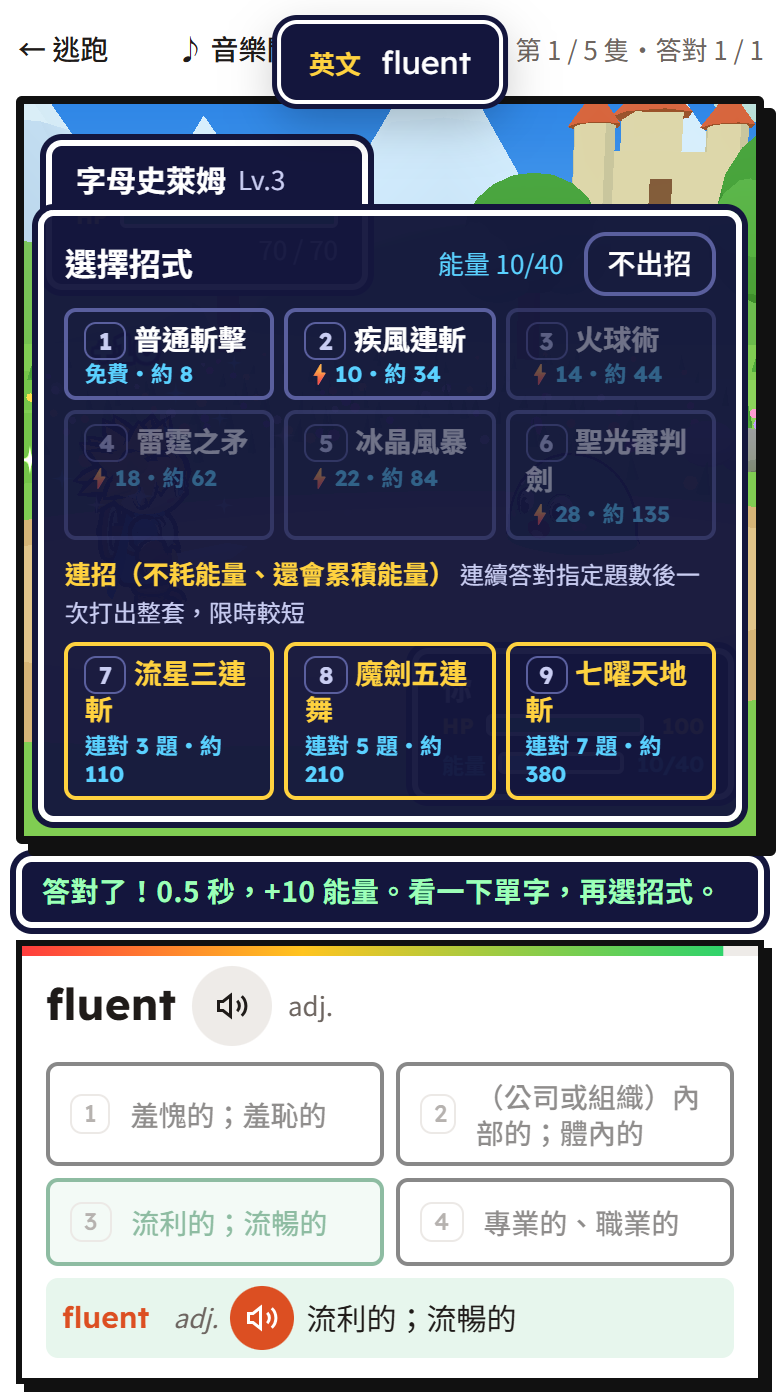 ← 逃跑
♪ 音樂
英文 fluent
第 1 / 5 隻・答對 1 / 1
字母史萊姆 Lv.3
70 / 70
選擇招式
能量 10/40
不出招
1 普通斬擊
免費・約 8
2 疾風連斬
10・約 34
3 火球術
14・約 44
4 雷霆之矛
18・約 62
5 冰晶風暴
22・約 84
6 聖光審判
劍
28・約 135
連招（不耗能量、還會累積能量） 連續答對指定題數後一
次打出整套，限時較短
7 流星三連
斬
連對 3 題・約
110
8 魔劍五連
舞
連對 5 題・約
210
9 七曜天地
斬
連對 7 題・約
380
你
HP 100
能量 10/40
答對了！0.5 秒，+10 能量。看一下單字，再選招式。
fluent adj.
1 羞愧的；羞恥的
2 （公司或組織）內
部的；體內的
3 流利的；流暢的
4 專業的、職業的
fluent adj. 流利的；流暢的